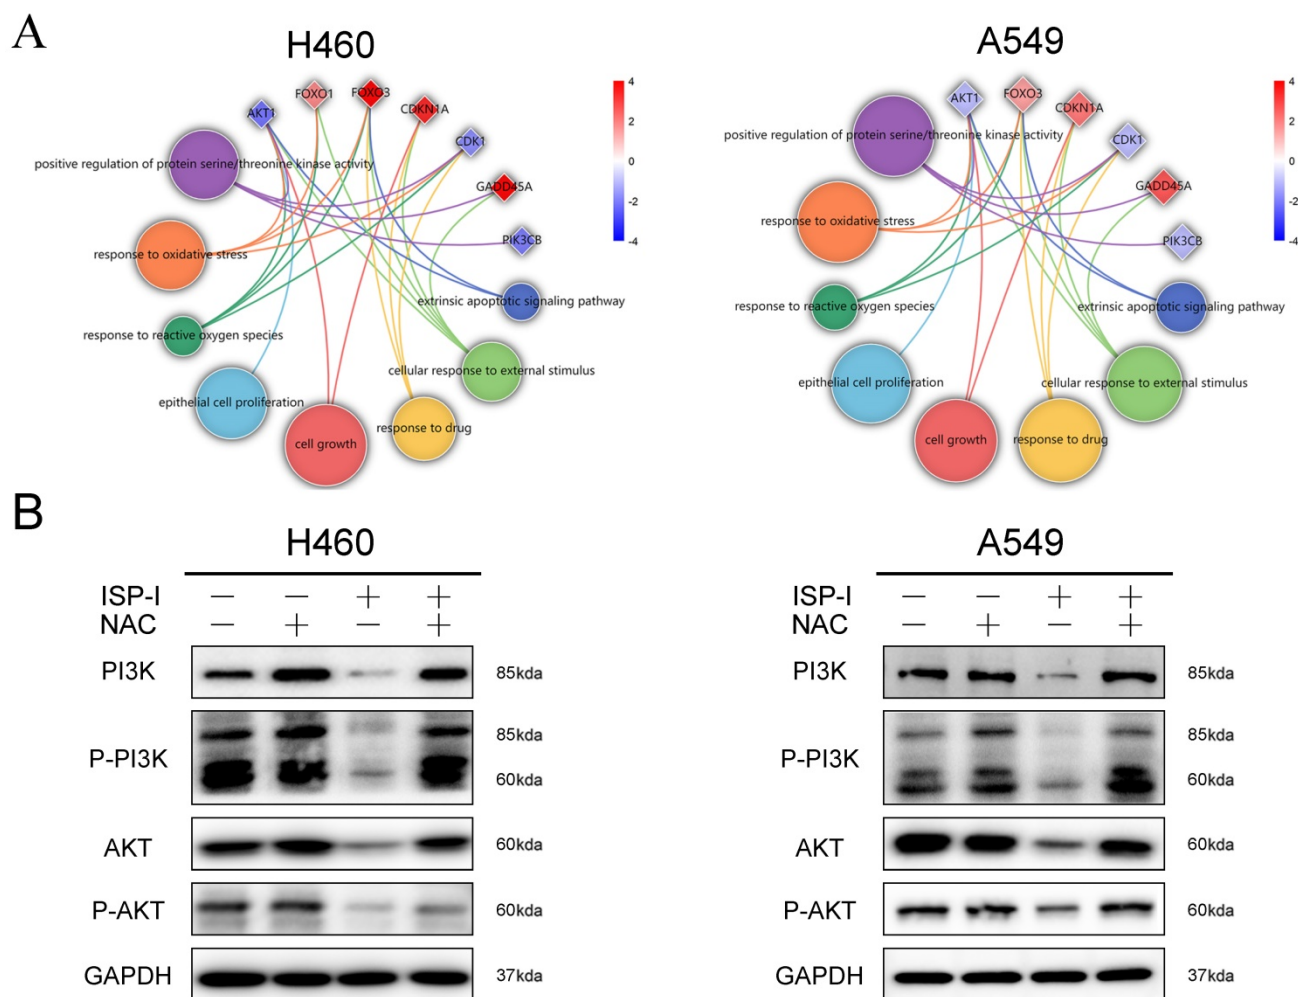 A
H460
A549
AKT1
FOXO1
FOXO3
CDKN1A
CDK1
GADD45A
PIK3CB
positive regulation of protein serine/threonine kinase activity
response to oxidative stress
response to reactive oxygen species
epithelial cell proliferation
cell growth
response to drug
cellular response to external stimulus
extrinsic apoptotic signaling pathway
4
2
0
-2
-4
AKT1
FOXO3
CDKN1A
CDK1
GADD45A
PIK3CB
positive regulation of protein serine/threonine kinase activity
response to oxidative stress
response to reactive oxygen species
epithelial cell proliferation
cell growth
response to drug
cellular response to external stimulus
extrinsic apoptotic signaling pathway
4
2
0
-2
-4
B
H460
ISP-I − − + +
NAC − + − +
PI3K 85kda
P-PI3K 85kda
60kda
AKT 60kda
P-AKT 60kda
GAPDH 37kda
A549
ISP-I − − + +
NAC − + − +
PI3K 85kda
P-PI3K 85kda
60kda
AKT 60kda
P-AKT 60kda
GAPDH 37kda